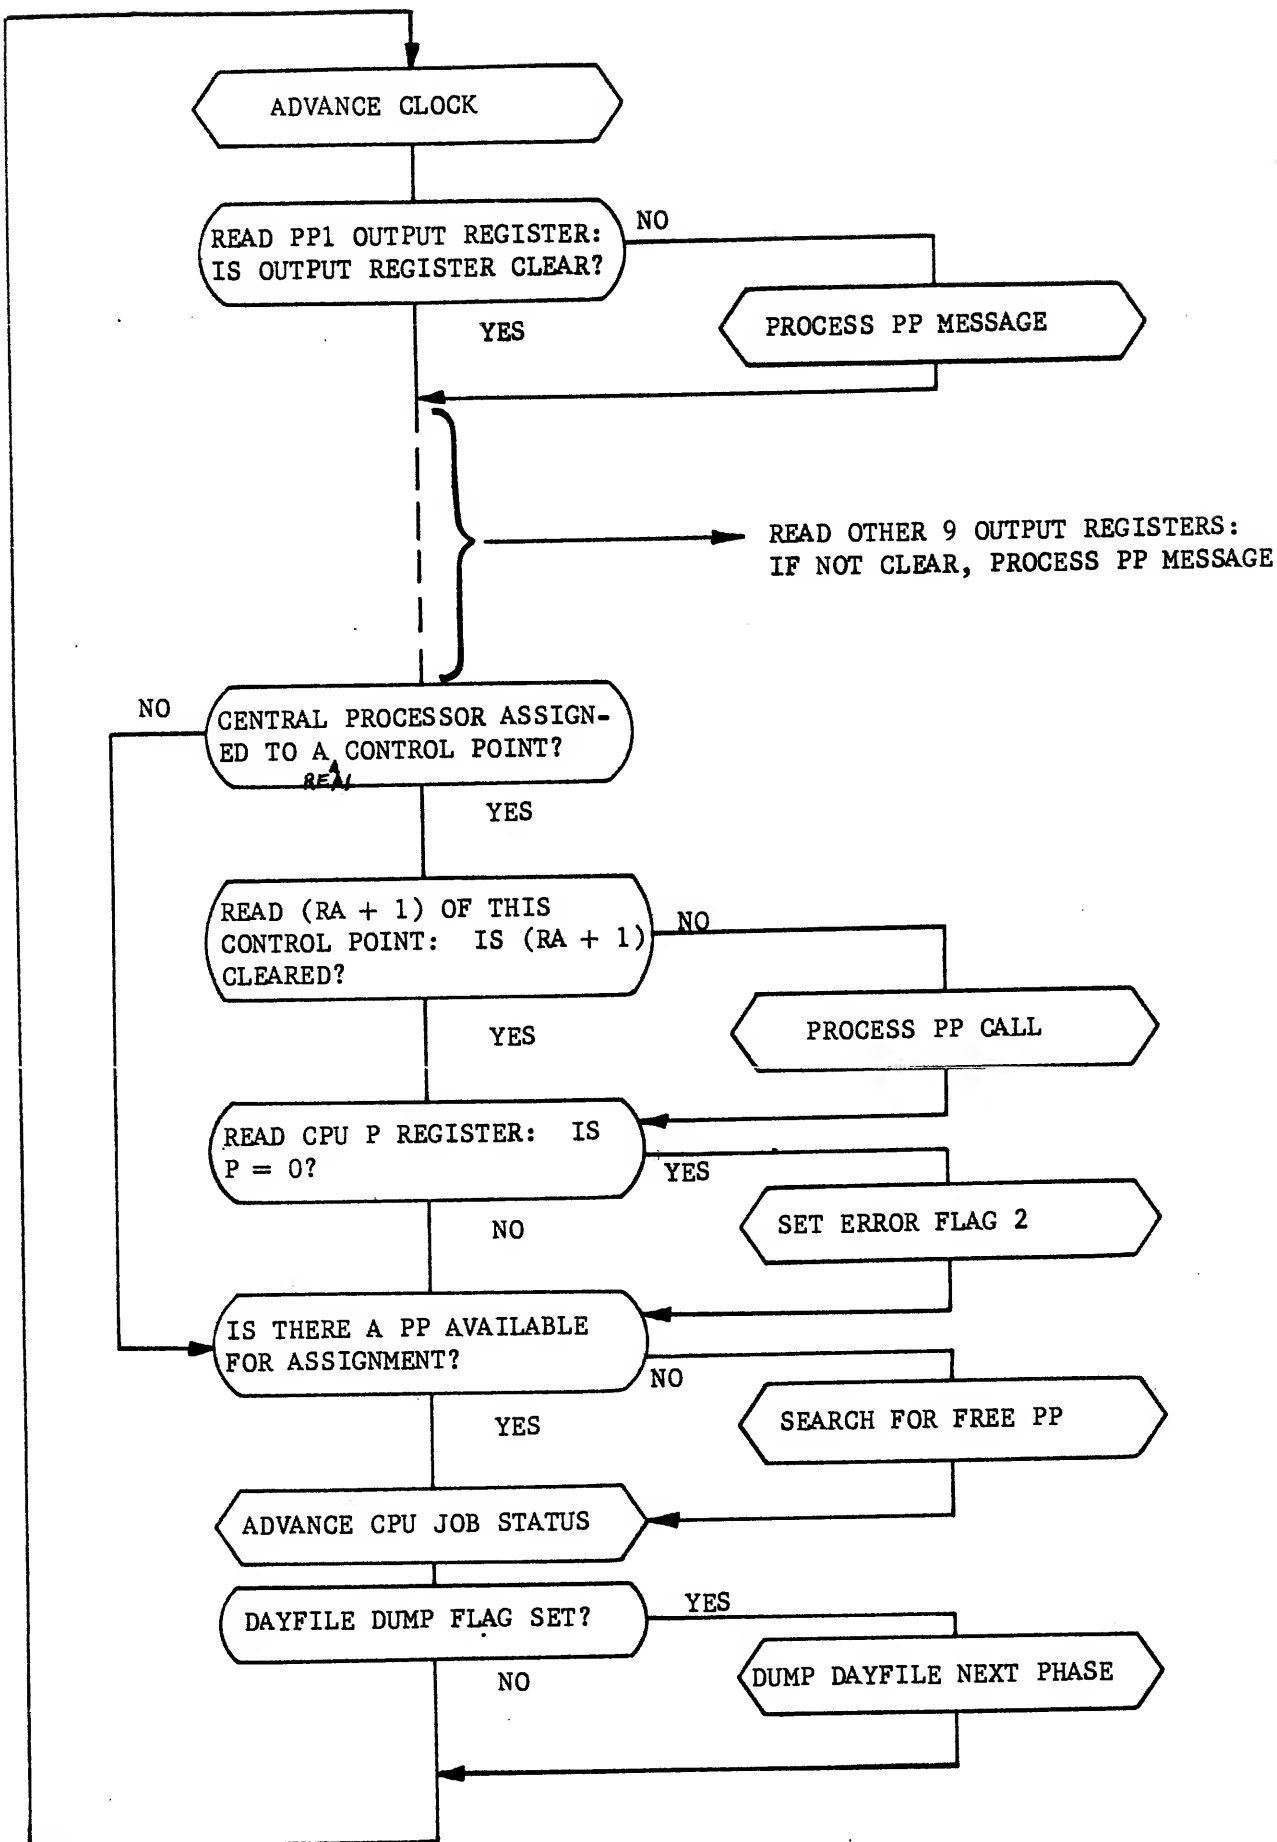 ADVANCE CLOCK
READ PP1 OUTPUT REGISTER:
IS OUTPUT REGISTER CLEAR?
NO
YES
PROCESS PP MESSAGE
READ OTHER 9 OUTPUT REGISTERS:
IF NOT CLEAR, PROCESS PP MESSAGE
NO
CENTRAL PROCESSOR ASSIGN-
ED TO A CONTROL POINT?
REAL
YES
READ (RA + 1) OF THIS
CONTROL POINT: IS (RA + 1)
CLEARED?
NO
YES
PROCESS PP CALL
READ CPU P REGISTER: IS
P = 0?
YES
NO
SET ERROR FLAG 2
IS THERE A PP AVAILABLE
FOR ASSIGNMENT?
NO
YES
SEARCH FOR FREE PP
ADVANCE CPU JOB STATUS
DAYFILE DUMP FLAG SET?
YES
NO
DUMP DAYFILE NEXT PHASE